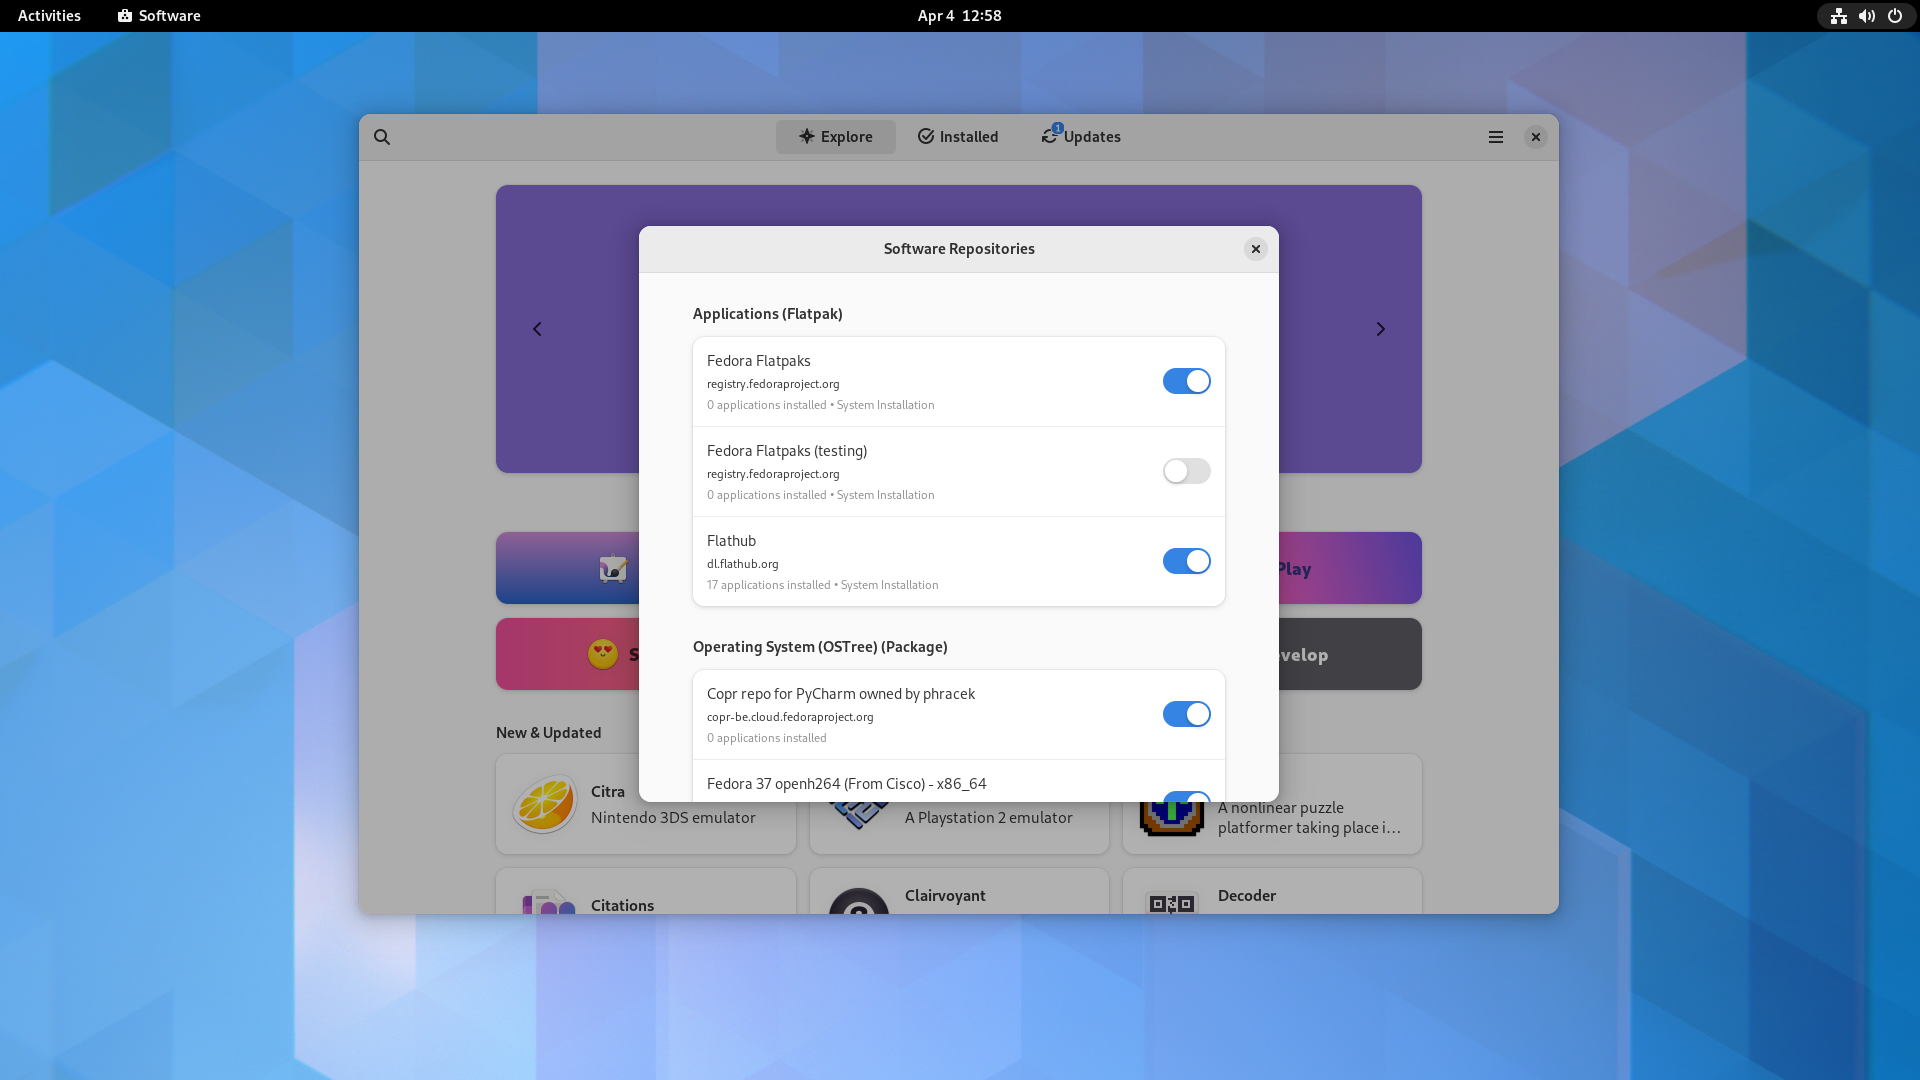 Activities
Software
Apr 4 12:58
Explore
Installed
1
Updates
Software Repositories
Applications (Flatpak)
Fedora Flatpaks
registry.fedoraproject.org
0 applications installed • System Installation
Fedora Flatpaks (testing)
registry.fedoraproject.org
0 applications installed • System Installation
Flathub
dl.flathub.org
17 applications installed • System Installation
Play
Operating System (OSTree) (Package)
Copr repo for PyCharm owned by phracek
copr-be.cloud.fedoraproject.org
0 applications installed
Fedora 37 openh264 (From Cisco) - x86_64
New & Updated
Citra
Nintendo 3DS emulator
A Playstation 2 emulator
A nonlinear puzzle
platformer taking place i…
Citations
Clairvoyant
Decoder